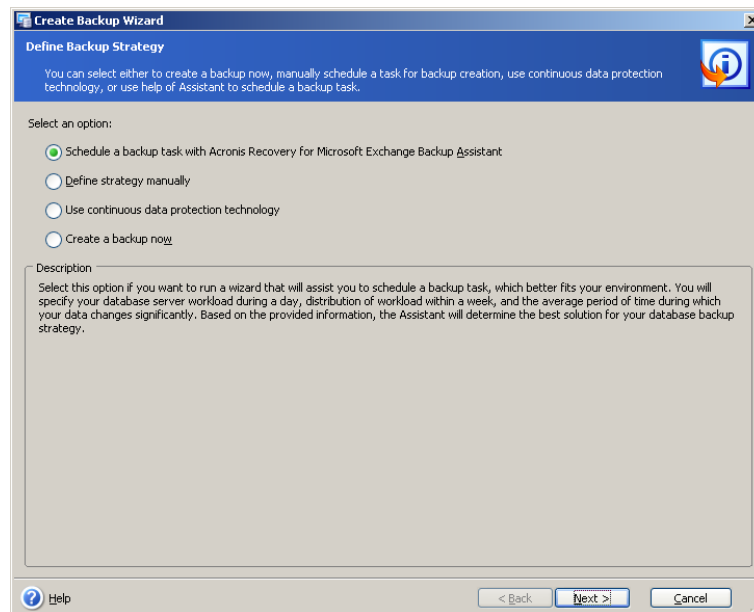 Create Backup Wizard
Define Backup Strategy
You can select either to create a backup now, manually schedule a task for backup creation, use continuous data protection
technology, or use help of Assistant to schedule a backup task.
Select an option:
Schedule a backup task with Acronis Recovery for Microsoft Exchange Backup Assistant
Define strategy manually
Use continuous data protection technology
Create a backup now
Description
Select this option if you want to run a wizard that will assist you to schedule a backup task, which better fits your environment. You will
specify your database server workload during a day, distribution of workload within a week, and the average period of time during which
your data changes significantly. Based on the provided information, the Assistant will determine the best solution for your database backup
strategy.
Help
< Back
Next >
Cancel